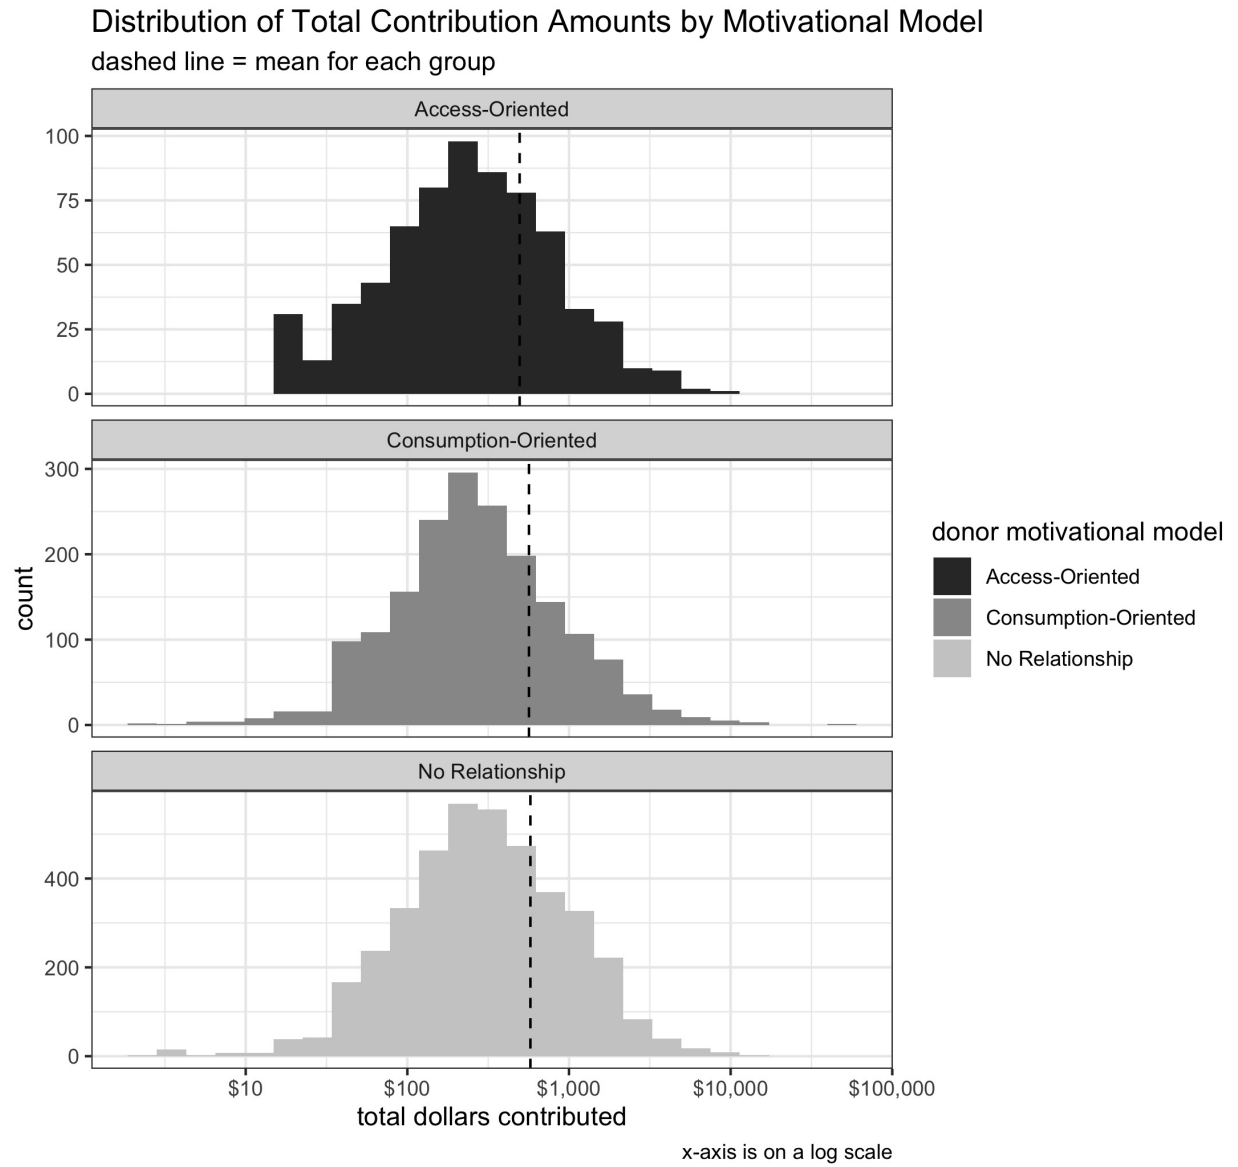 Distribution of Total Contribution Amounts by Motivational Model
dashed line = mean for each group
Access-Oriented
100
75
50
25
0
Consumption-Oriented
300
200
100
0
No Relationship
400
200
0
count
$10 $100 $1,000 $10,000 $100,000
total dollars contributed
x-axis is on a log scale
donor motivational model
Access-Oriented
Consumption-Oriented
No Relationship